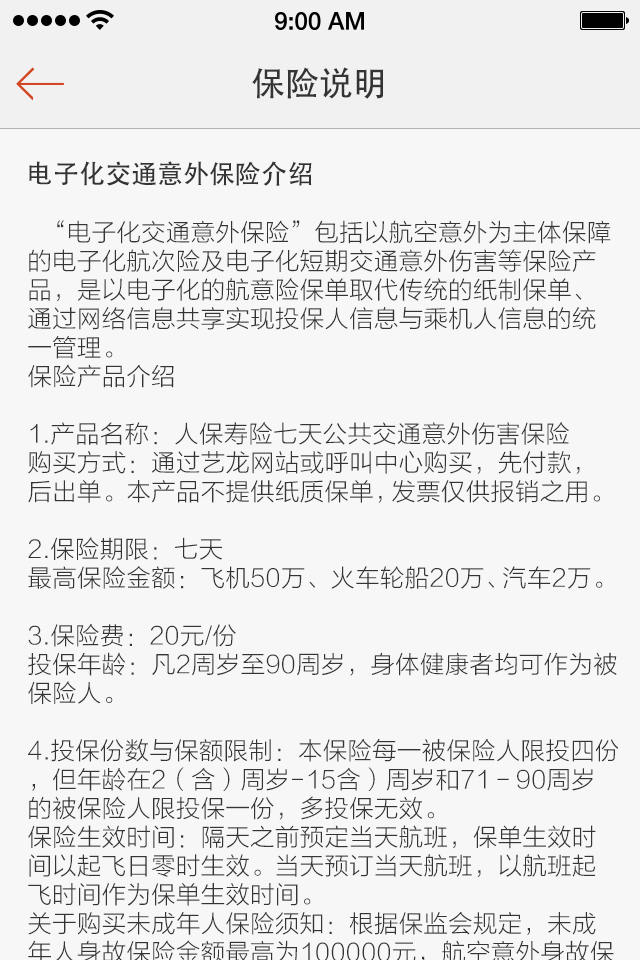 9:00 AM
保险说明
电子化交通意外保险介绍
“电子化交通意外保险”包括以航空意外为主体保障
的电子化航次险及电子化短期交通意外伤害等保险产
品，是以电子化的航意险保单取代传统的纸制保单、
通过网络信息共享实现投保人信息与乘机人信息的统
一管理。
保险产品介绍
1.产品名称：人保寿险七天公共交通意外伤害保险
购买方式：通过艺龙网站或呼叫中心购买，先付款，
后出单。本产品不提供纸质保单，发票仅供报销之用。
2.保险期限：七天
最高保险金额：飞机50万、火车轮船20万、汽车2万。
3.保险费：20元/份
投保年龄：凡2周岁至90周岁，身体健康者均可作为被
保险人。
4.投保份数与保额限制：本保险每一被保险人限投四份
，但年龄在2（含）周岁-15含）周岁和71-90周岁
的被保险人限投保一份，多投保无效。
保险生效时间：隔天之前预定当天航班，保单生效时
间以起飞日零时生效。当天预订当天航班，以航班起
飞时间作为保单生效时间。
关于购买未成年人保险须知：根据保监会规定，未成
年人身故保险金额最高为100000元，航空意外身故保